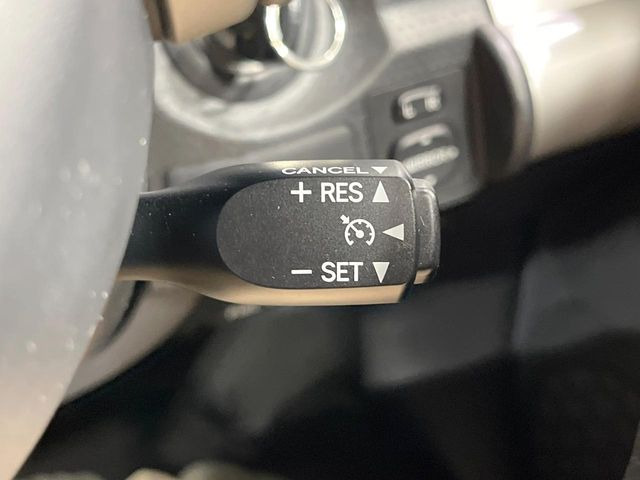 CANCEL ▼
+ RES ▲
◀
− SET ▼